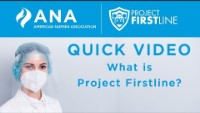 ANA
AMERICAN NURSES ASSOCIATION
PROJECT
FIRSTLINE
QUICK VIDEO
What is
Project Firstline?